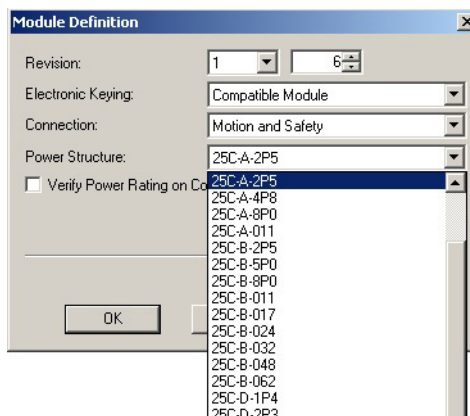 Module Definition
Revision: 1 6
Electronic Keying: Compatible Module
Connection: Motion and Safety
Power Structure: 25C-A-2P5
Verify Power Rating on Co
25C-A-2P5
25C-A-4P8
25C-A-8P0
25C-A-011
25C-B-2P5
25C-B-5P0
25C-B-8P0
25C-B-011
25C-B-017
25C-B-024
25C-B-032
25C-B-048
25C-B-062
25C-D-1P4
25C-D-2P3
OK